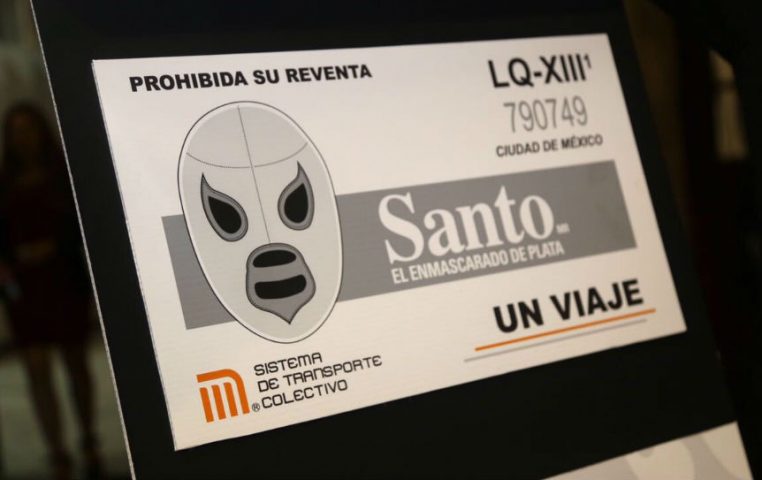 PROHIBIDA SU REVENTA
LQ-XIII¹
790749
CIUDAD DE MÉXICO
Santo
EL ENMASCARADO DE PLATA
UN VIAJE
SISTEMA
DE TRANSPORTE
®COLECTIVO